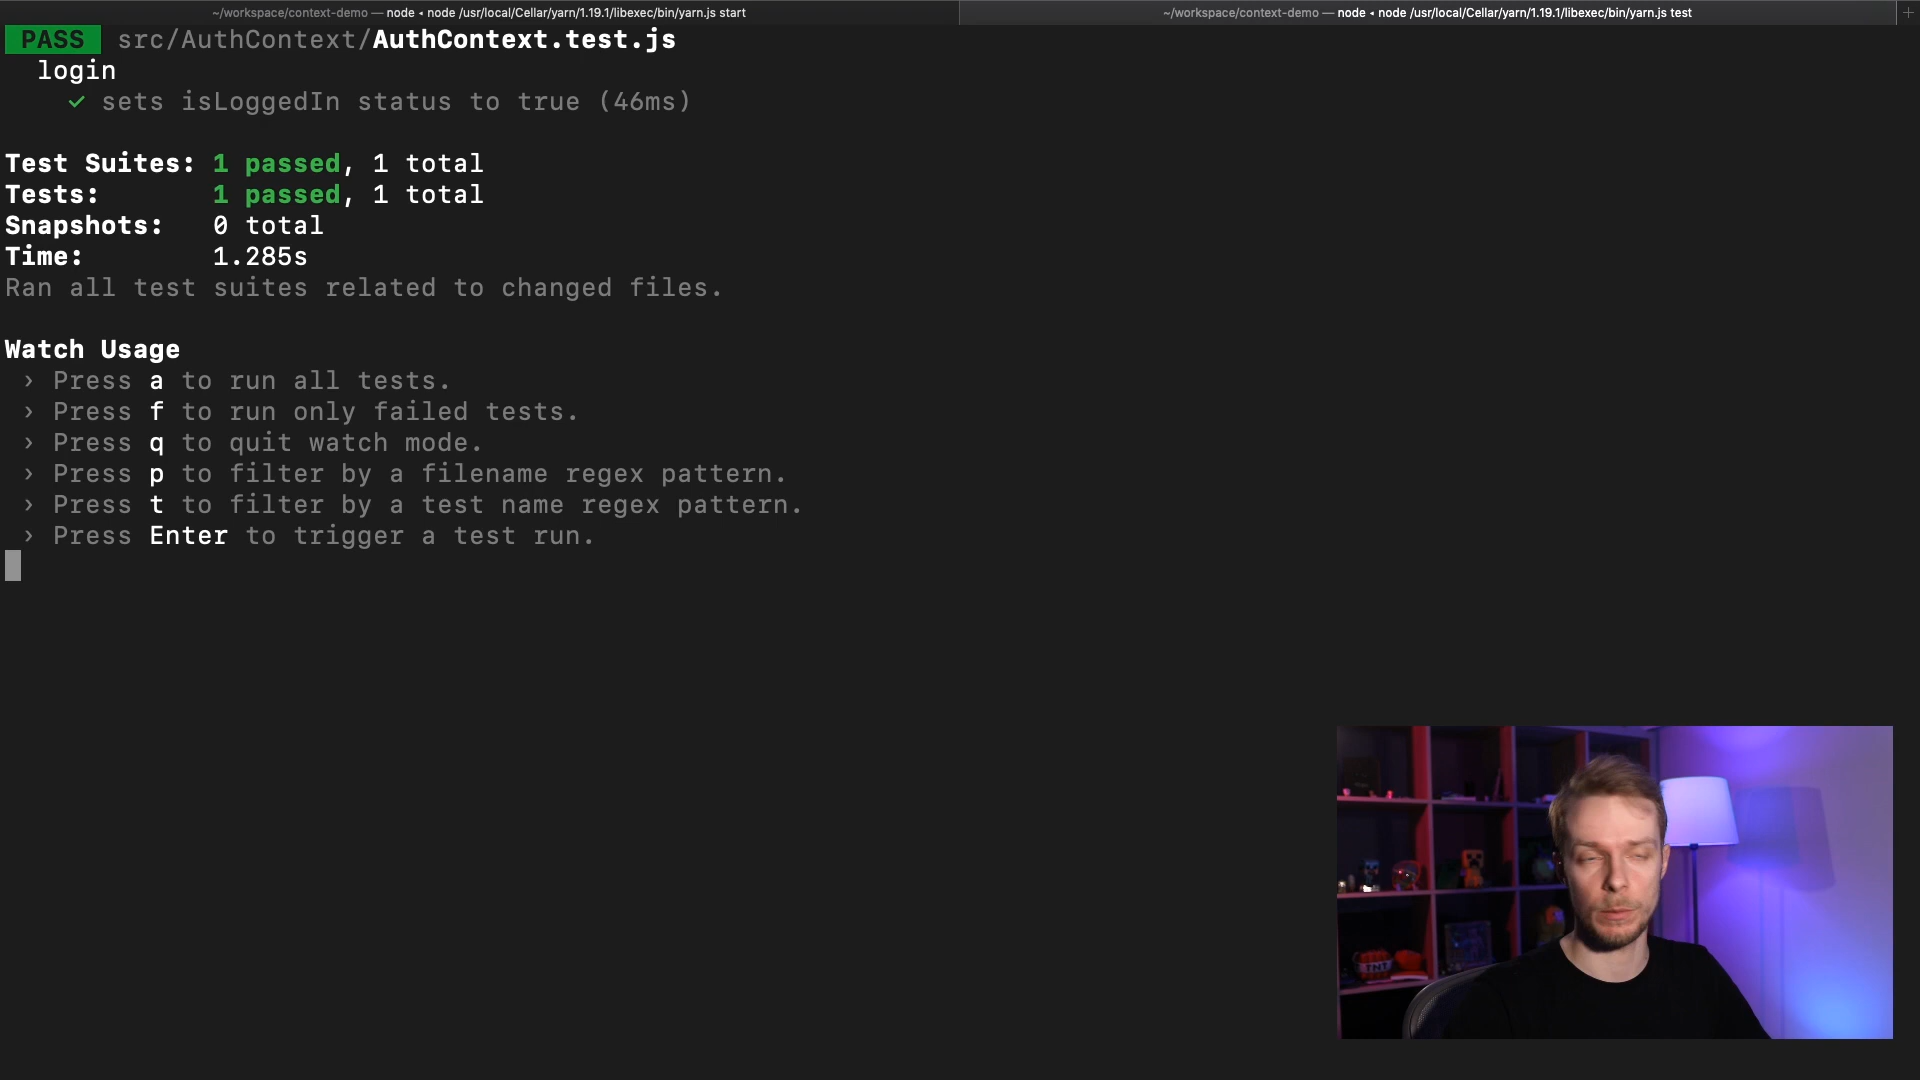 ~/workspace/context-demo — node ◂ node /usr/local/Cellar/yarn/1.19.1/libexec/bin/yarn.js start
~/workspace/context-demo — node ◂ node /usr/local/Cellar/yarn/1.19.1/libexec/bin/yarn.js test
PASS src/AuthContext/AuthContext.test.js
login
✓ sets isLoggedIn status to true (46ms)
Test Suites: 1 passed, 1 total
Tests: 1 passed, 1 total
Snapshots: 0 total
Time: 1.285s
Ran all test suites related to changed files.
Watch Usage
› Press a to run all tests.
› Press f to run only failed tests.
› Press q to quit watch mode.
› Press p to filter by a filename regex pattern.
› Press t to filter by a test name regex pattern.
› Press Enter to trigger a test run.
TNT